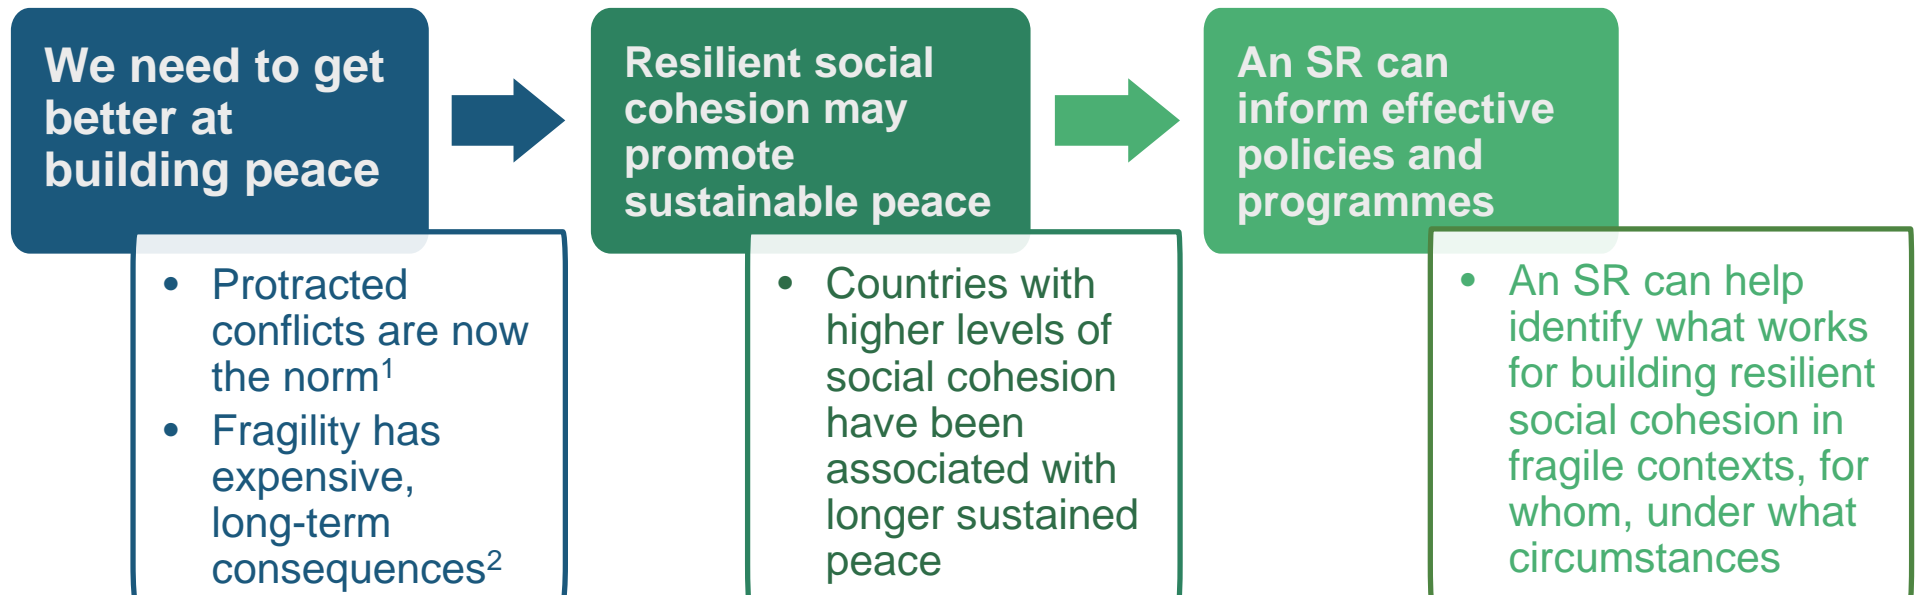 We need to get
better at
building peace
• Protracted
conflicts are now
the norm¹
• Fragility has
expensive,
long-term
consequences²
Resilient social
cohesion may
promote
sustainable peace
• Countries with
higher levels of
social cohesion
have been
associated with
longer sustained
peace
An SR can
inform effective
policies and
programmes
• An SR can help
identify what works
for building resilient
social cohesion in
fragile contexts, for
whom, under what
circumstances